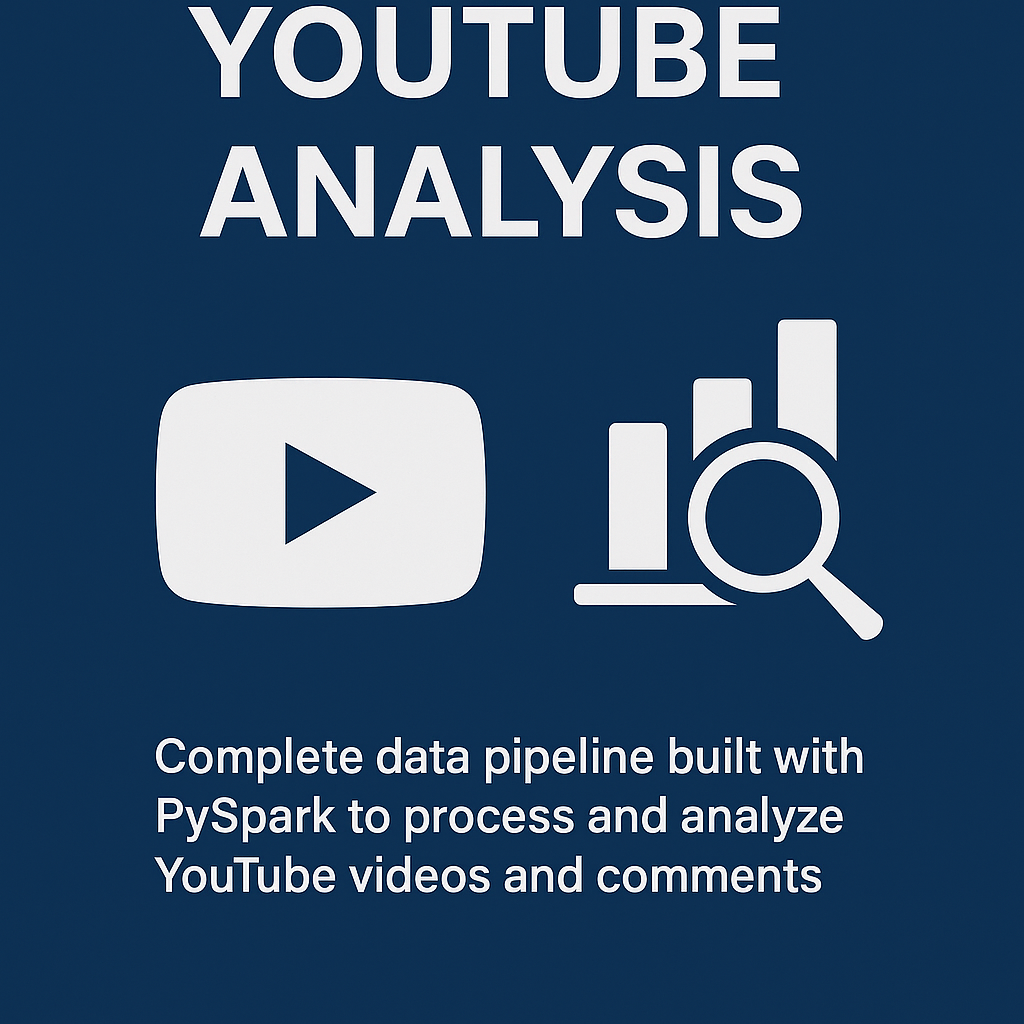 YOUTUBE
ANALYSIS
Complete data pipeline built with
PySpark to process and analyze
YouTube videos and comments